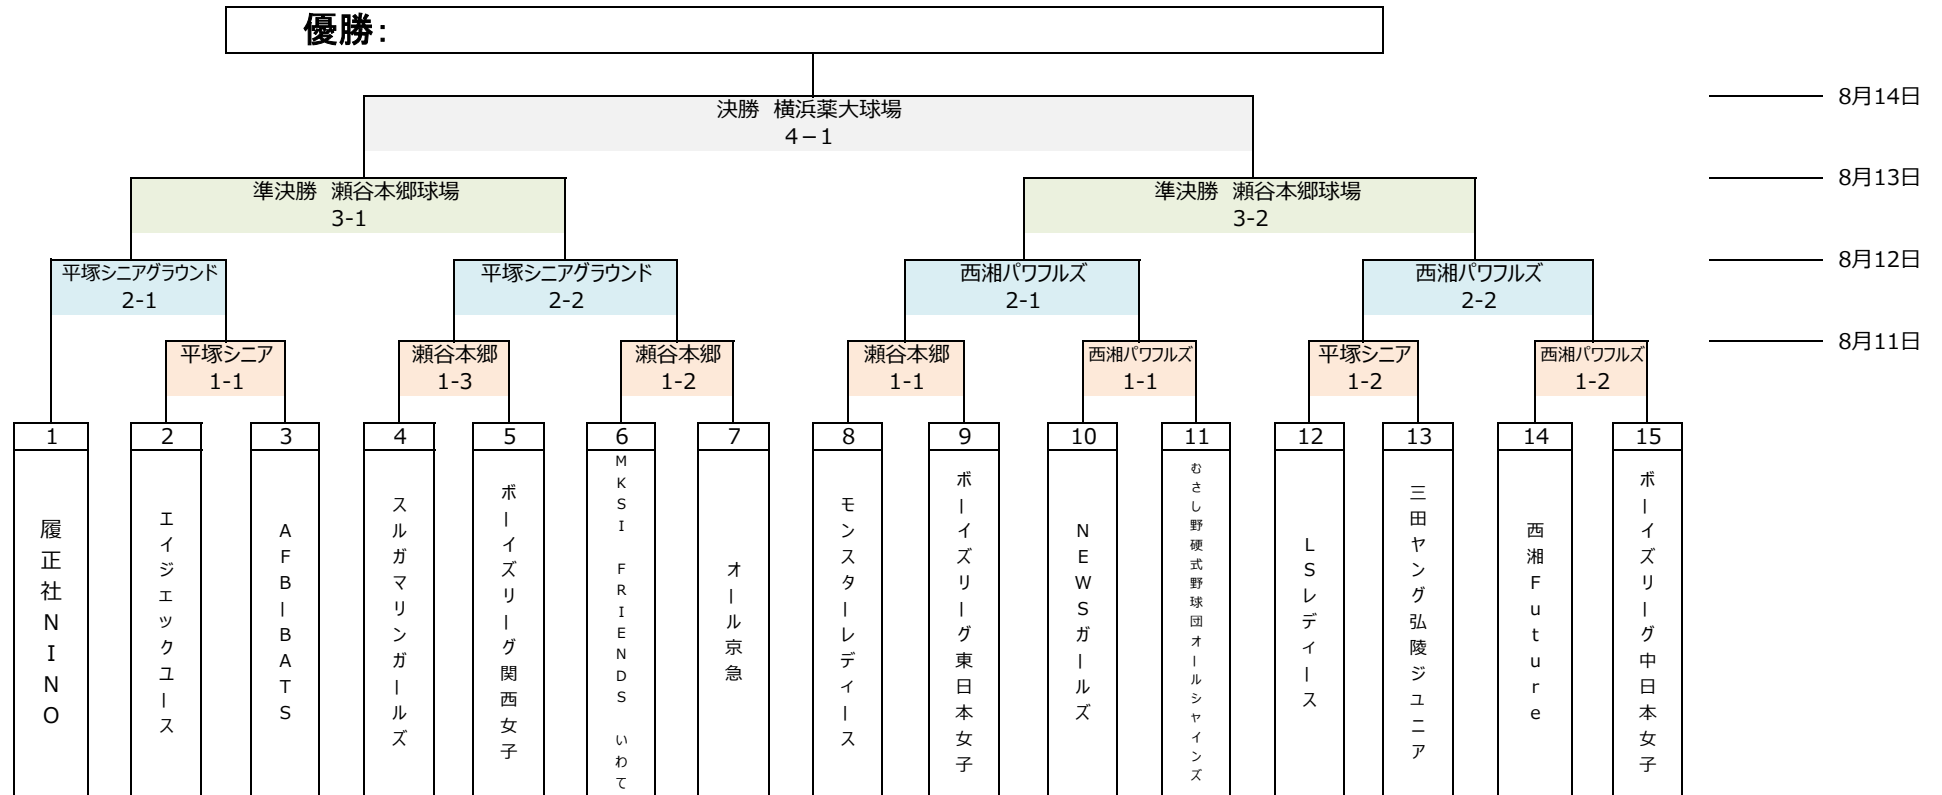 優勝：
決勝 横浜薬大球場
４－１
8月14日
準決勝 瀬谷本郷球場
3-1
準決勝 瀬谷本郷球場
3-2
8月13日
平塚シニアグラウンド
2-1
平塚シニアグラウンド
2-2
西湘パワフルズ
2-1
西湘パワフルズ
2-2
8月12日
平塚シニア
1-1
瀬谷本郷
1-3
瀬谷本郷
1-2
瀬谷本郷
1-1
西湘パワフルズ
1-1
平塚シニア
1-2
西湘パワフルズ
1-2
8月11日
1
履正社NINO
2
エイジェックユース
3
AFB－BATS
4
スルガマリンガールズ
5
ボーイズリーグ関西女子
6
MKSI FRIENDS いわて
7
オール京急
8
モンスターレディース
9
ボーイズリーグ東日本女子
10
NEWSガールズ
11
むさし野硬式野球団オールシャインズ
12
LSレディース
13
三田ヤング弘陵ジュニア
14
西湘Future
15
ボーイズリーグ中日本女子